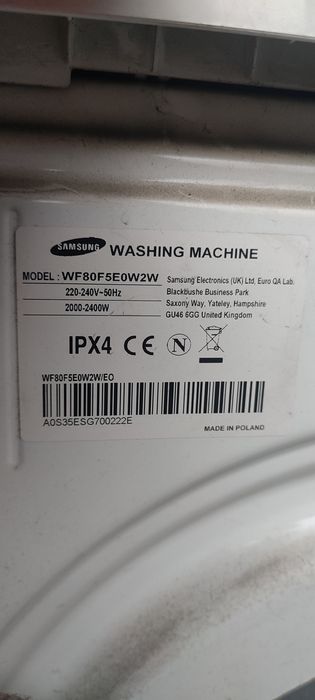 SAMSUNG WASHING MACHINE
MODEL : WF80F5E0W2W
220-240V~50Hz
2000-2400W
Samsung Electronics (UK) Ltd, Euro QA Lab.
Blackbushe Business Park
Saxony Way, Yateley, Hampshire
GU46 6GG United Kingdom
IPX4 CE N
WF80F5E0W2W/EO
A0S35ESG700222E
MADE IN POLAND